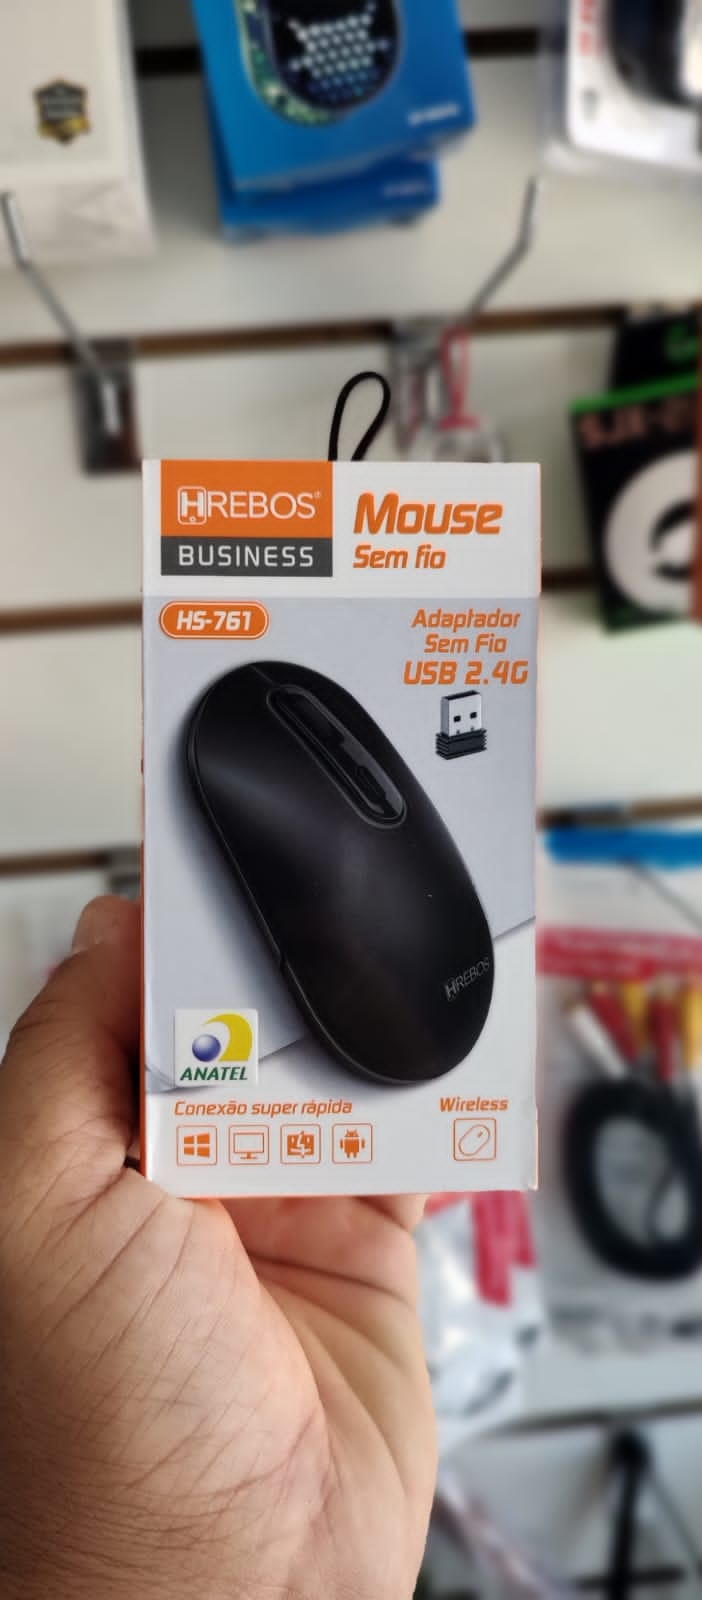 HREBOS®
BUSINESS
Mouse
Sem fio
HS-761
Adaptador
Sem Fio
USB 2.4G
HREBOS
ANATEL
Conexão super rápida
Wireless